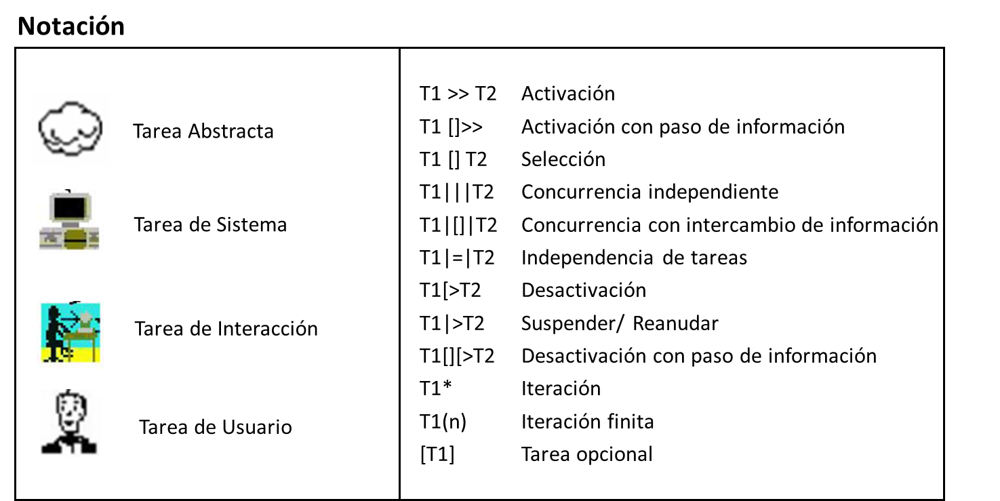 Notación
Tarea Abstracta
Tarea de Sistema
Tarea de Interacción
Tarea de Usuario
T1 >> T2 Activación
T1 []>> Activación con paso de información
T1 [] T2 Selección
T1|||T2 Concurrencia independiente
T1|[]|T2 Concurrencia con intercambio de información
T1|=|T2 Independencia de tareas
T1[>T2 Desactivación
T1|>T2 Suspender/ Reanudar
T1[][>T2 Desactivación con paso de información
T1* Iteración
T1(n) Iteración finita
[T1] Tarea opcional